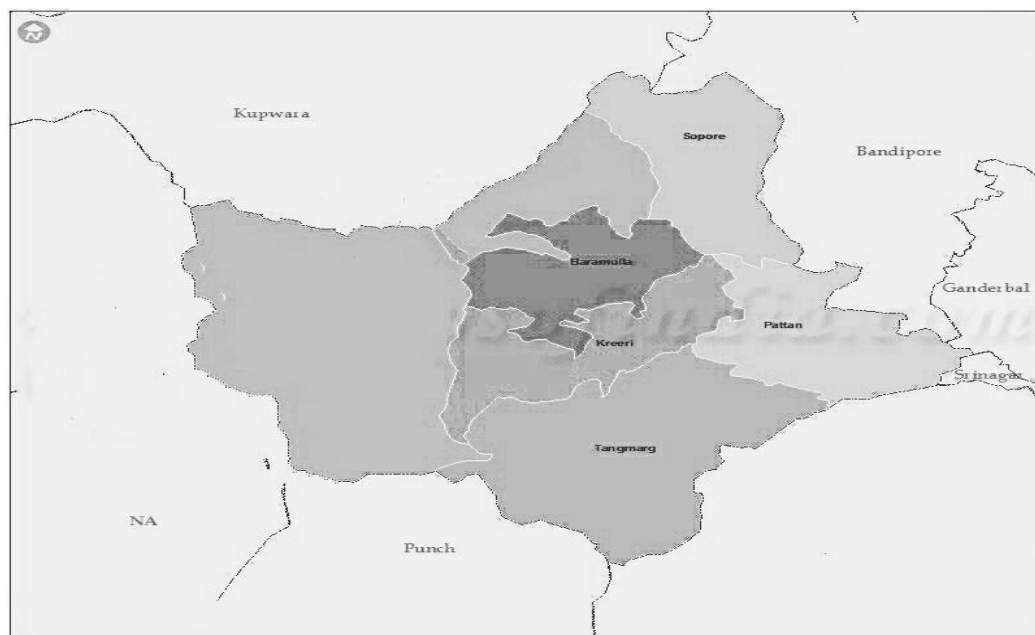 N
Kupwara
Sopore
Bandipore
Baramulla
Ganderbal
Pattan
Kreeri
Srinagar
Tangmarg
NA
Punch